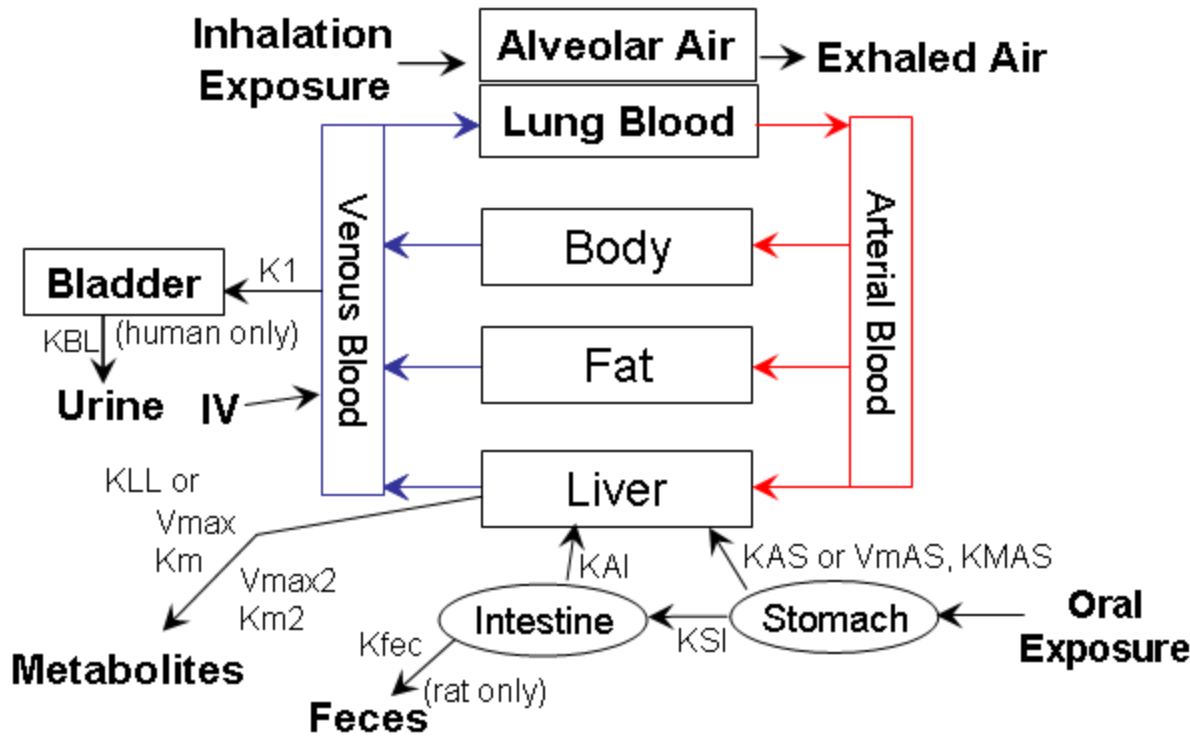 Inhalation
Exposure
Alveolar Air
Exhaled Air
Lung Blood
Venous Blood
Arterial Blood
Body
Bladder
K1
KBL
(human only)
Urine
IV
Fat
Liver
KLL or
Vmax
Km
Vmax2
Km2
Metabolites
KAI
KAS or VmAS, KMAS
Intestine
KSI
Stomach
Oral
Exposure
Kfec
(rat only)
Feces